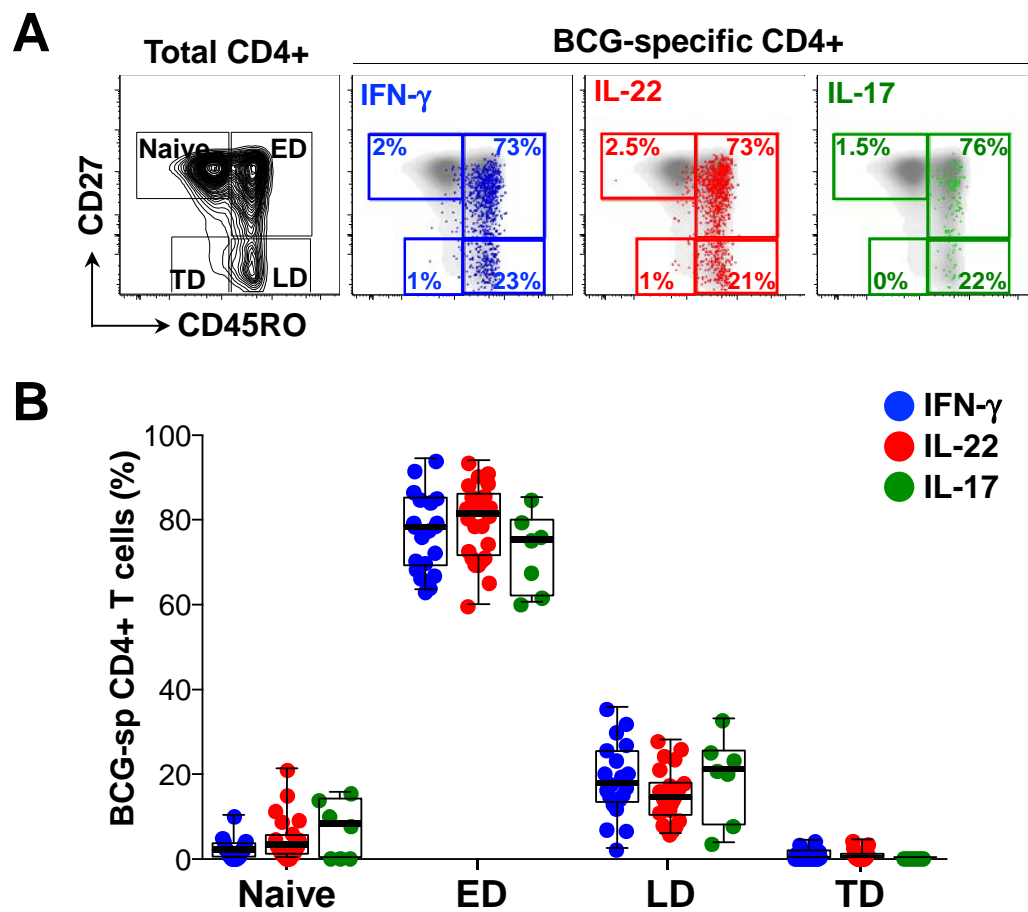 A
Total CD4+
BCG-specific CD4+
Naive
ED
TD
LD
IFN-γ
2%
73%
1%
23%
IL-22
2.5%
73%
1%
21%
IL-17
1.5%
76%
0%
22%
CD27
CD45RO
B
IFN-γ
IL-22
IL-17
BCG-sp CD4+ T cells (%)
100
80
60
40
20
0
Naive
ED
LD
TD